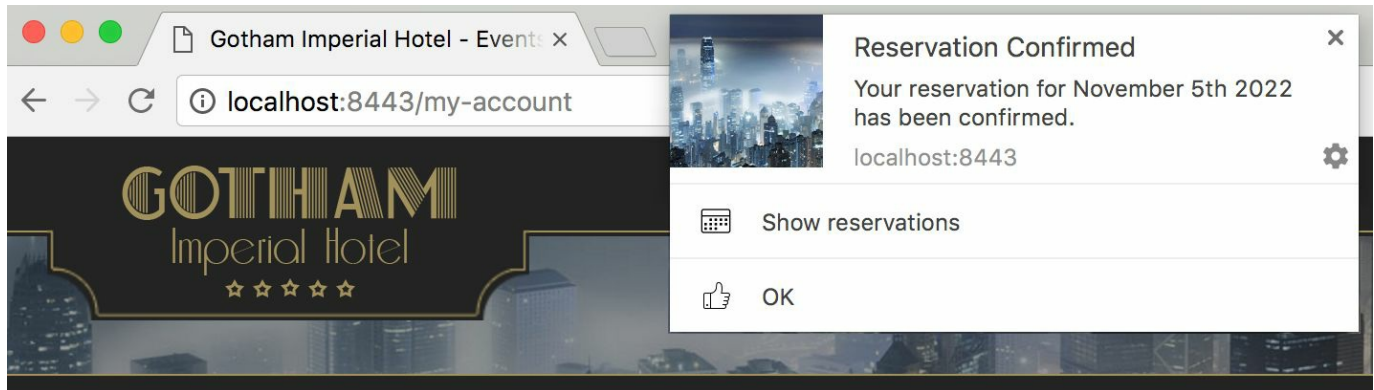 Gotham Imperial Hotel - Events
localhost:8443/my-account
Reservation Confirmed
Your reservation for November 5th 2022
has been confirmed.
localhost:8443
Show reservations
OK
GOTHAM
Imperial Hotel